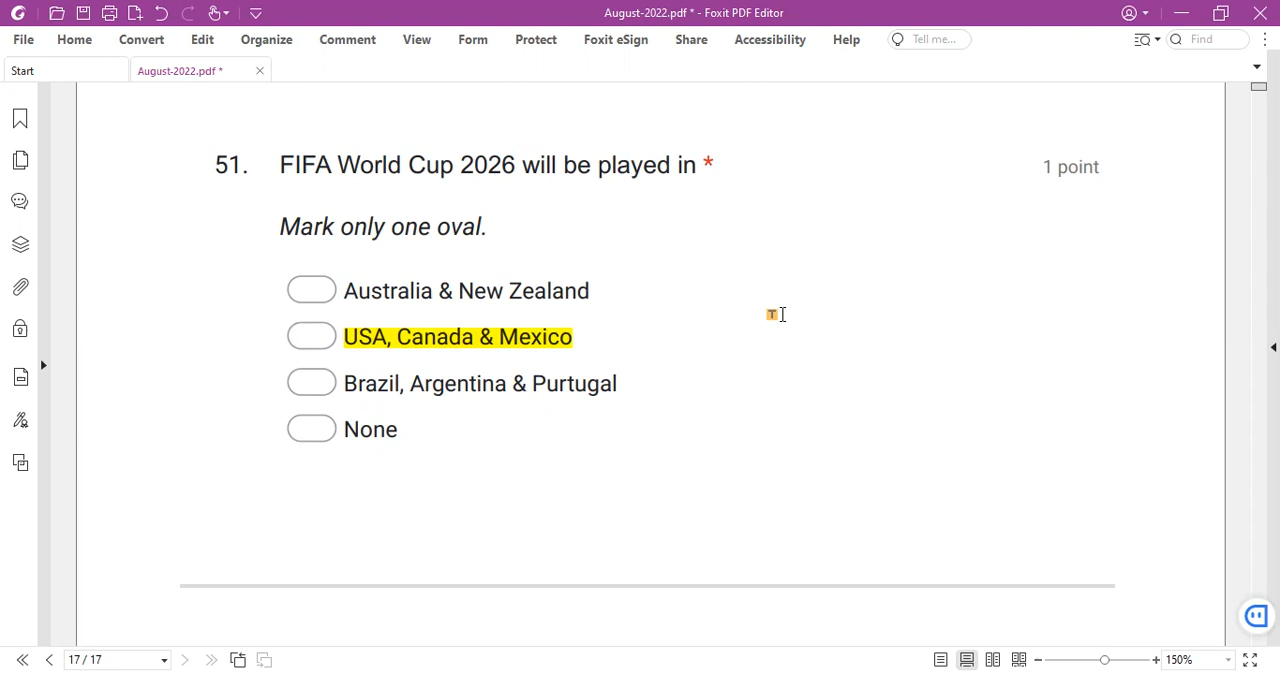 August-2022.pdf * - Foxit PDF Editor
File Home Convert Edit Organize Comment View Form Protect Foxit eSign Share Accessibility Help Tell me... Find
Start August-2022.pdf *
51. FIFA World Cup 2026 will be played in * 1 point
Mark only one oval.
Australia & New Zealand
T
USA, Canada & Mexico
Brazil, Argentina & Purtugal
None
17 / 17 150%